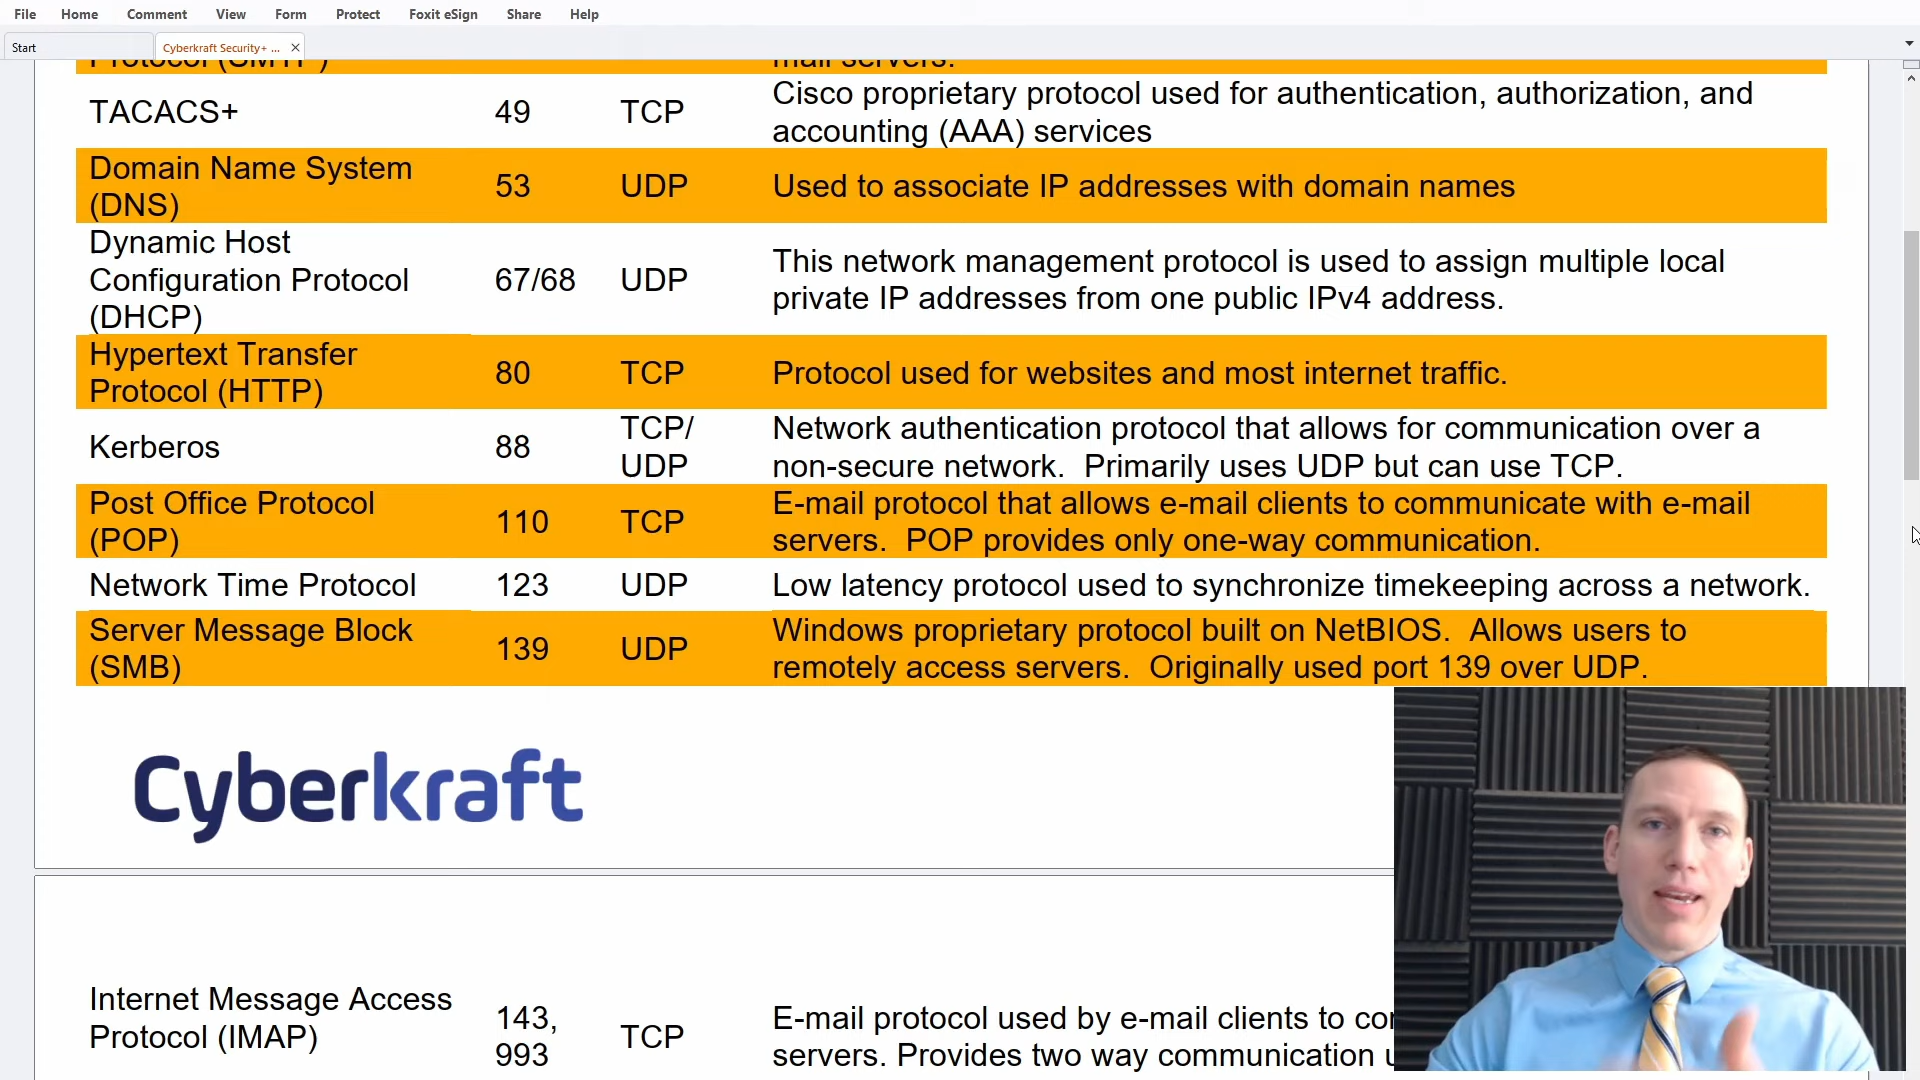 File Home Comment View Form Protect Foxit eSign Share Help
Start Cyberkraft Security+ ...
Protocol (SMTP) mail servers.
TACACS+ 49 TCP Cisco proprietary protocol used for authentication, authorization, and
accounting (AAA) services
Domain Name System
(DNS) 53 UDP Used to associate IP addresses with domain names
Dynamic Host
Configuration Protocol
(DHCP) 67/68 UDP This network management protocol is used to assign multiple local
private IP addresses from one public IPv4 address.
Hypertext Transfer
Protocol (HTTP) 80 TCP Protocol used for websites and most internet traffic.
Kerberos 88 TCP/
UDP Network authentication protocol that allows for communication over a
non-secure network. Primarily uses UDP but can use TCP.
Post Office Protocol
(POP) 110 TCP E-mail protocol that allows e-mail clients to communicate with e-mail
servers. POP provides only one-way communication.
Network Time Protocol 123 UDP Low latency protocol used to synchronize timekeeping across a network.
Server Message Block
(SMB) 139 UDP Windows proprietary protocol built on NetBIOS. Allows users to
remotely access servers. Originally used port 139 over UDP.
Cyberkraft
Internet Message Access
Protocol (IMAP) 143,
993 TCP E-mail protocol used by e-mail clients to
servers. Provides two way communication